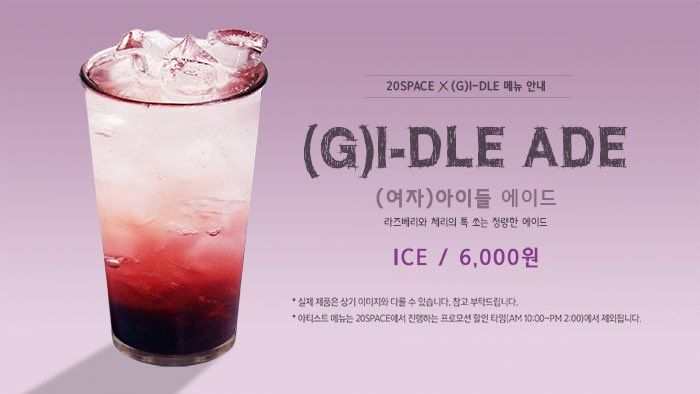 20SPACE X (G)I-DLE 메뉴 안내
(G)I-DLE ADE
(여자)아이들 에이드
라즈베리와 체리의 톡 쏘는 청량한 에이드
ICE / 6,000원
* 실제 제품은 상기 이미지와 다를 수 있습니다. 참고 부탁드립니다.
* 아티스트 메뉴는 20SPACE에서 진행하는 프로모션 할인 타임(AM 10:00~PM 2:00)에서 제외됩니다.